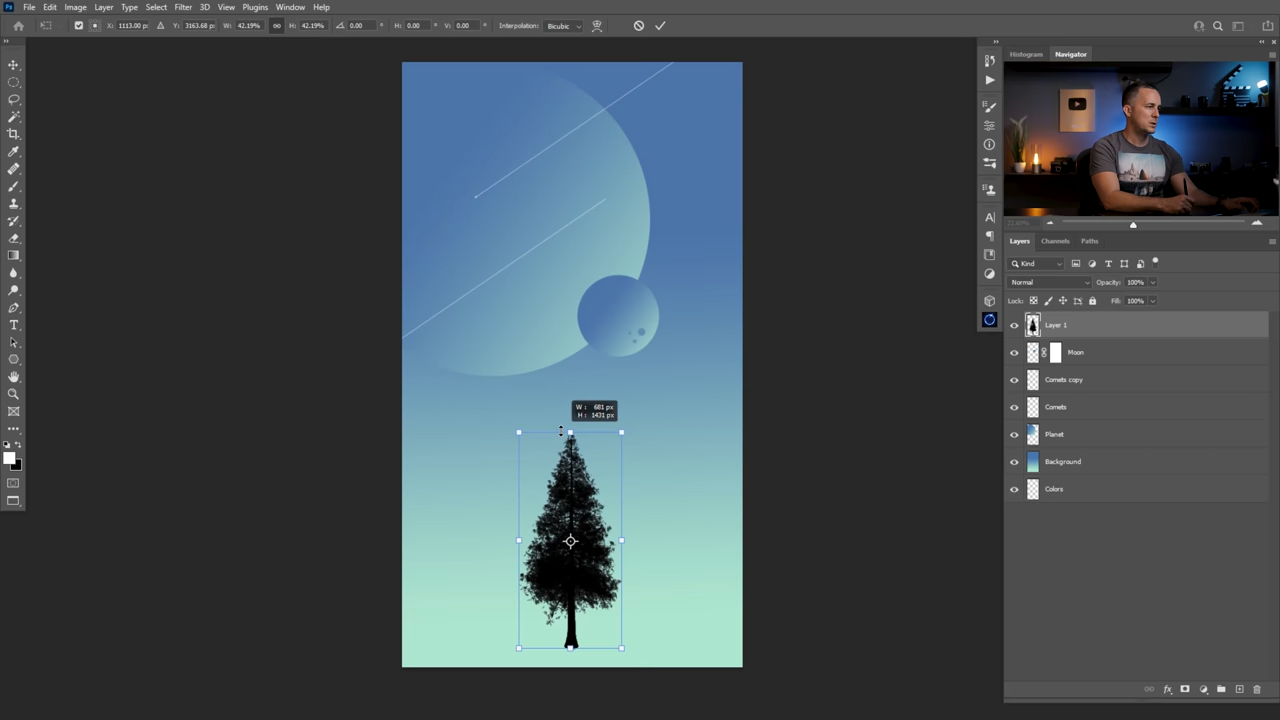 Ps File Edit Image Layer Type Select Filter 3D View Plugins Window Help
X: 1113.00 px Y: 3163.68 px W: 42.19% H: 42.19% 0.00 ° H: 0.00 ° V: 0.00 ° Interpolation: Bicubic
Histogram Navigator
W : 681 px
H : 1431 px
Layers Channels Paths
Kind
Normal Opacity: 100%
Lock: Fill: 100%
Layer 1
Moon
Comets copy
Comets
Planet
Background
Colors